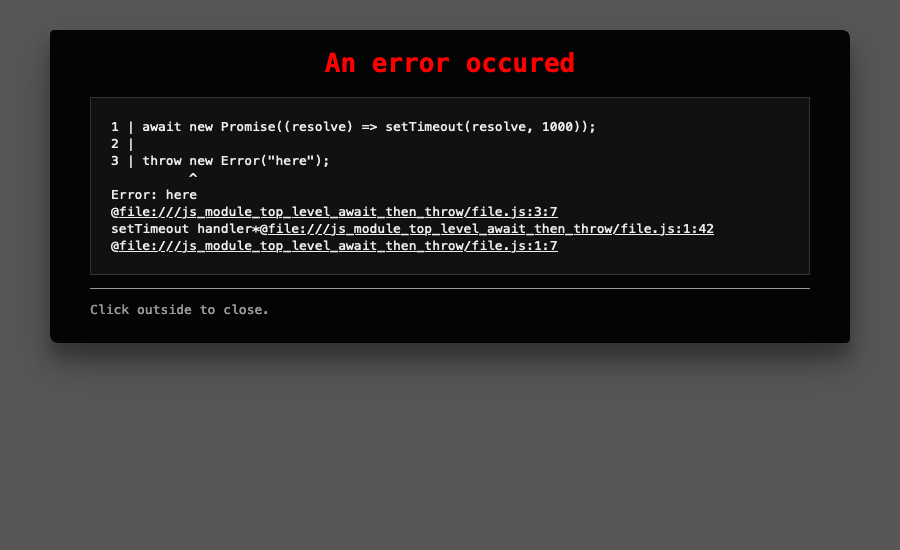 An error occured
1 | await new Promise((resolve) => setTimeout(resolve, 1000));
2 |
3 | throw new Error("here");
^
Error: here
@file:///js_module_top_level_await_then_throw/file.js:3:7
setTimeout handler*@file:///js_module_top_level_await_then_throw/file.js:1:42
@file:///js_module_top_level_await_then_throw/file.js:1:7
Click outside to close.